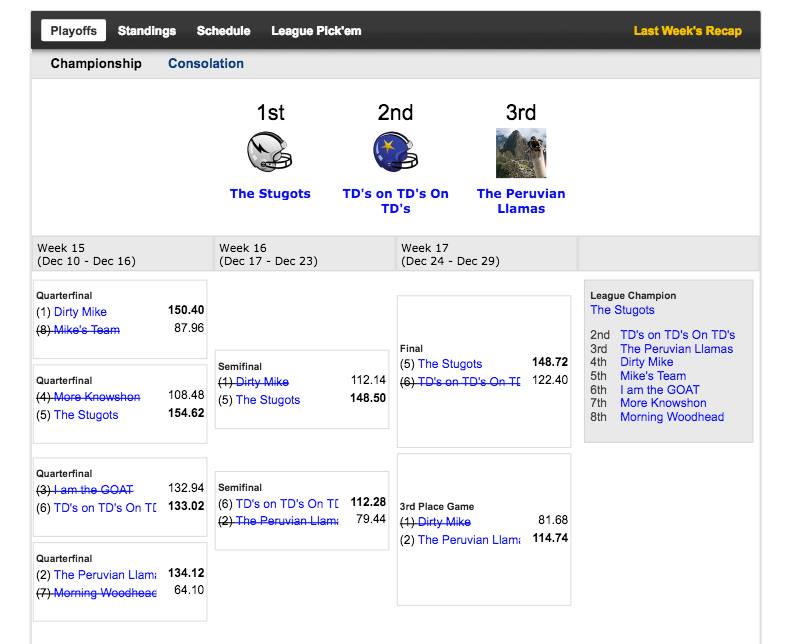 Playoffs Standings Schedule League Pick'em Last Week's Recap
Championship Consolation
1st 2nd 3rd
The Stugots TD's on TD's On The Peruvian
TD's Llamas
Week 15 Week 16 Week 17
(Dec 10 - Dec 16) (Dec 17 - Dec 23) (Dec 24 - Dec 29)
Quarterfinal
(1) Dirty Mike 150.40
(8) Mike's Team 87.96
Quarterfinal
(4) More Knowshon 108.48
(5) The Stugots 154.62
Quarterfinal
(3) I am the GOAT 132.94
(6) TD's on TD's On TD 133.02
Quarterfinal
(2) The Peruvian Llama 134.12
(7) Morning Woodhead 64.10
Semifinal
(1) Dirty Mike 112.14
(5) The Stugots 148.50
Semifinal
(6) TD's on TD's On TD 112.28
(2) The Peruvian Llama 79.44
Final
(5) The Stugots 148.72
(6) TD's on TD's On TD 122.40
3rd Place Game
(1) Dirty Mike 81.68
(2) The Peruvian Llama 114.74
League Champion
The Stugots
2nd TD's on TD's On TD's
3rd The Peruvian Llamas
4th Dirty Mike
5th Mike's Team
6th I am the GOAT
7th More Knowshon
8th Morning Woodhead